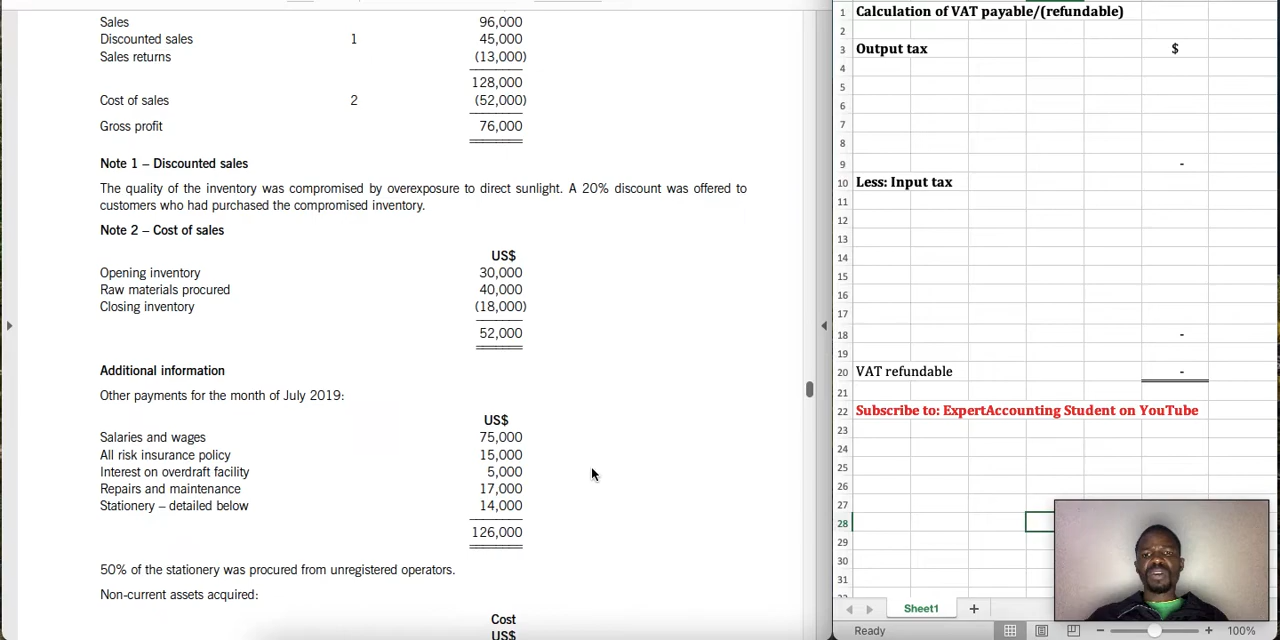 Sales 96,000
Discounted sales 1 45,000
Sales returns (13,000)
128,000
Cost of sales 2 (52,000)
Gross profit 76,000
Note 1 – Discounted sales
The quality of the inventory was compromised by overexposure to direct sunlight. A 20% discount was offered to
customers who had purchased the compromised inventory.
Note 2 – Cost of sales
US$
Opening inventory 30,000
Raw materials procured 40,000
Closing inventory (18,000)
52,000
Additional information
Other payments for the month of July 2019:
US$
Salaries and wages 75,000
All risk insurance policy 15,000
Interest on overdraft facility 5,000
Repairs and maintenance 17,000
Stationery – detailed below 14,000
126,000
50% of the stationery was procured from unregistered operators.
Non-current assets acquired:
Cost
US$
1 Calculation of VAT payable/(refundable)
2
3 Output tax $
4
5
6
7
8
9 -
10 Less: Input tax
11
12
13
14
15
16
17
18 -
19
20 VAT refundable -
21
22 Subscribe to: ExpertAccounting Student on YouTube
23
24
25
26
27
28
29
30
31
Sheet1 +
Ready – + 100%